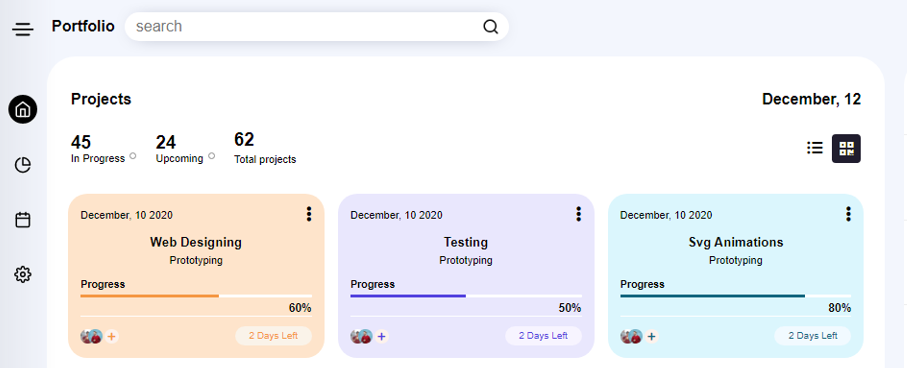 Portfolio
search
Projects
December, 12
45
In Progress
24
Upcoming
62
Total projects
December, 10 2020
Web Designing
Prototyping
Progress
60%
+
2 Days Left
December, 10 2020
Testing
Prototyping
Progress
50%
+
2 Days Left
December, 10 2020
Svg Animations
Prototyping
Progress
80%
+
2 Days Left